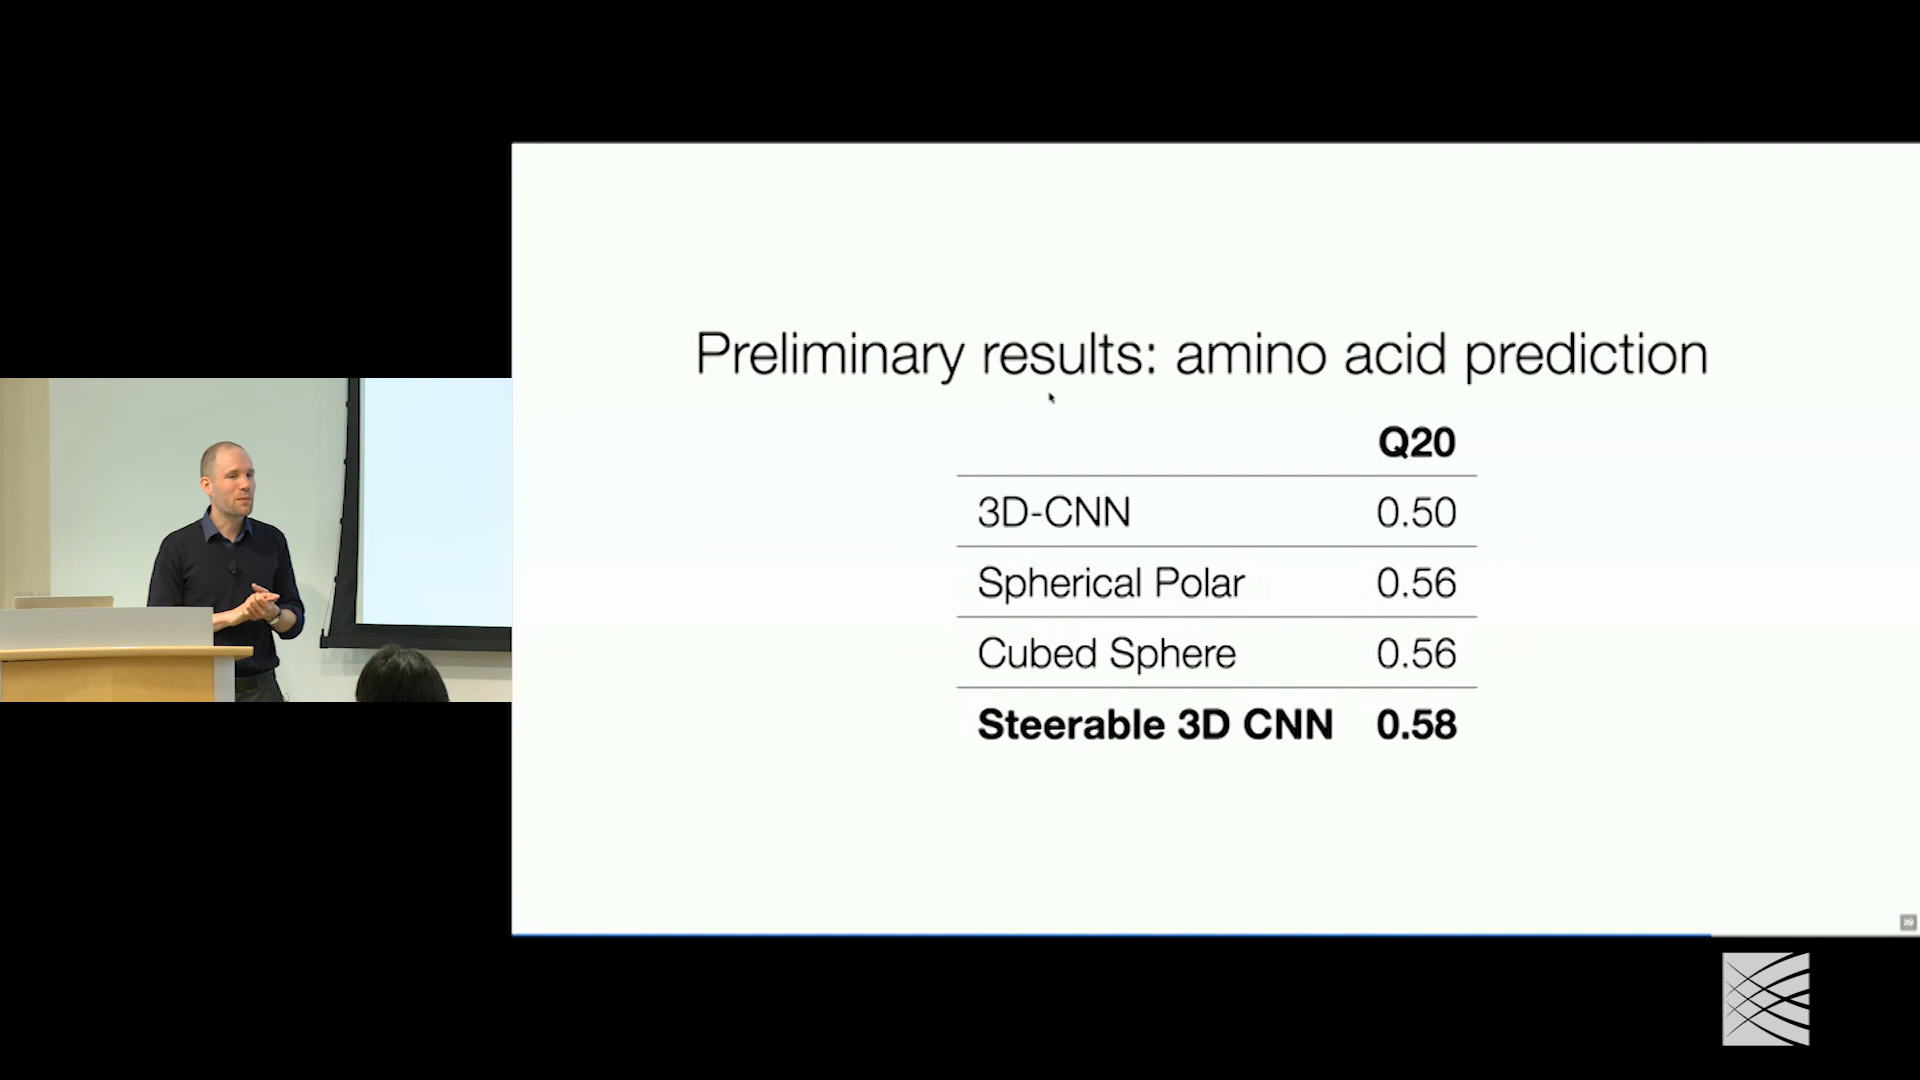 Preliminary results: amino acid prediction
Q20
3D-CNN 0.50
Spherical Polar 0.56
Cubed Sphere 0.56
Steerable 3D CNN 0.58